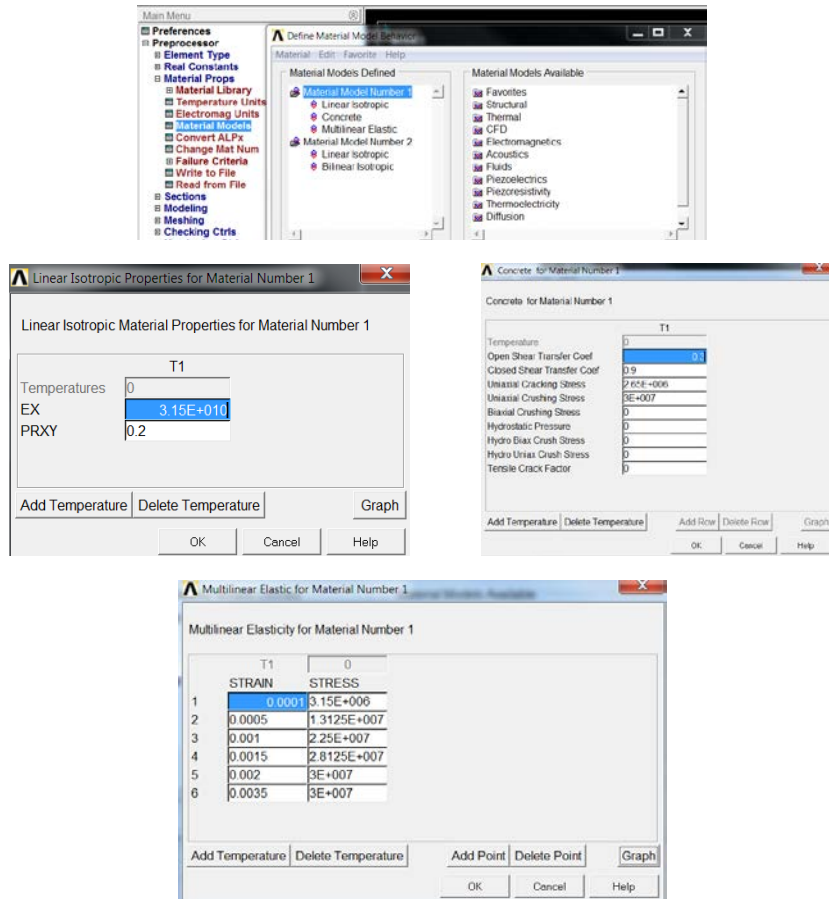 Main Menu
Preferences
Preprocessor
Element Type
Real Constants
Material Props
Material Library
Temperature Units
Electromag Units
Material Models
Convert ALPx
Change Mat Num
Failure Criteria
Write to File
Read from File
Sections
Modeling
Meshing
Checking Ctrls
Define Material Model Behavior
Material Edit Favorite Help
Material Models Defined
Material Model Number 1
Linear Isotropic
Concrete
Multilinear Elastic
Material Model Number 2
Linear Isotropic
Bilinear Isotropic
Material Models Available
Favorites
Structural
Thermal
CFD
Electromagnetics
Acoustics
Fluids
Piezoelectrics
Piezoresistivity
Thermoelectricity
Diffusion
Linear Isotropic Properties for Material Number 1
Linear Isotropic Material Properties for Material Number 1
T1
Temperatures 0
EX 3.15E+010
PRXY 0.2
Add Temperature Delete Temperature Graph
OK Cancel Help
Concrete for Material Number 1
Concrete for Material Number 1
T1
Temperature 0
Open Shear Transfer Coef
Closed Shear Transfer Coef 0.9
Uniaxial Cracking Stress 2.65E+006
Uniaxial Crushing Stress 3E+007
Biaxial Crushing Stress 0
Hydrostatic Pressure 0
Hydro Biax Crush Stress 0
Hydro Uniax Crush Stress 0
Tensile Crack Factor 0
Add Temperature Delete Temperature Add Row Delete Row Graph
OK Cancel Help
Multilinear Elastic for Material Number 1
Multilinear Elasticity for Material Number 1
T1 0
STRAIN STRESS
1 0.0001 3.15E+006
2 0.0005 1.3125E+007
3 0.001 2.25E+007
4 0.0015 2.8125E+007
5 0.002 3E+007
6 0.0035 3E+007
Add Temperature Delete Temperature Add Point Delete Point Graph
OK Cancel Help